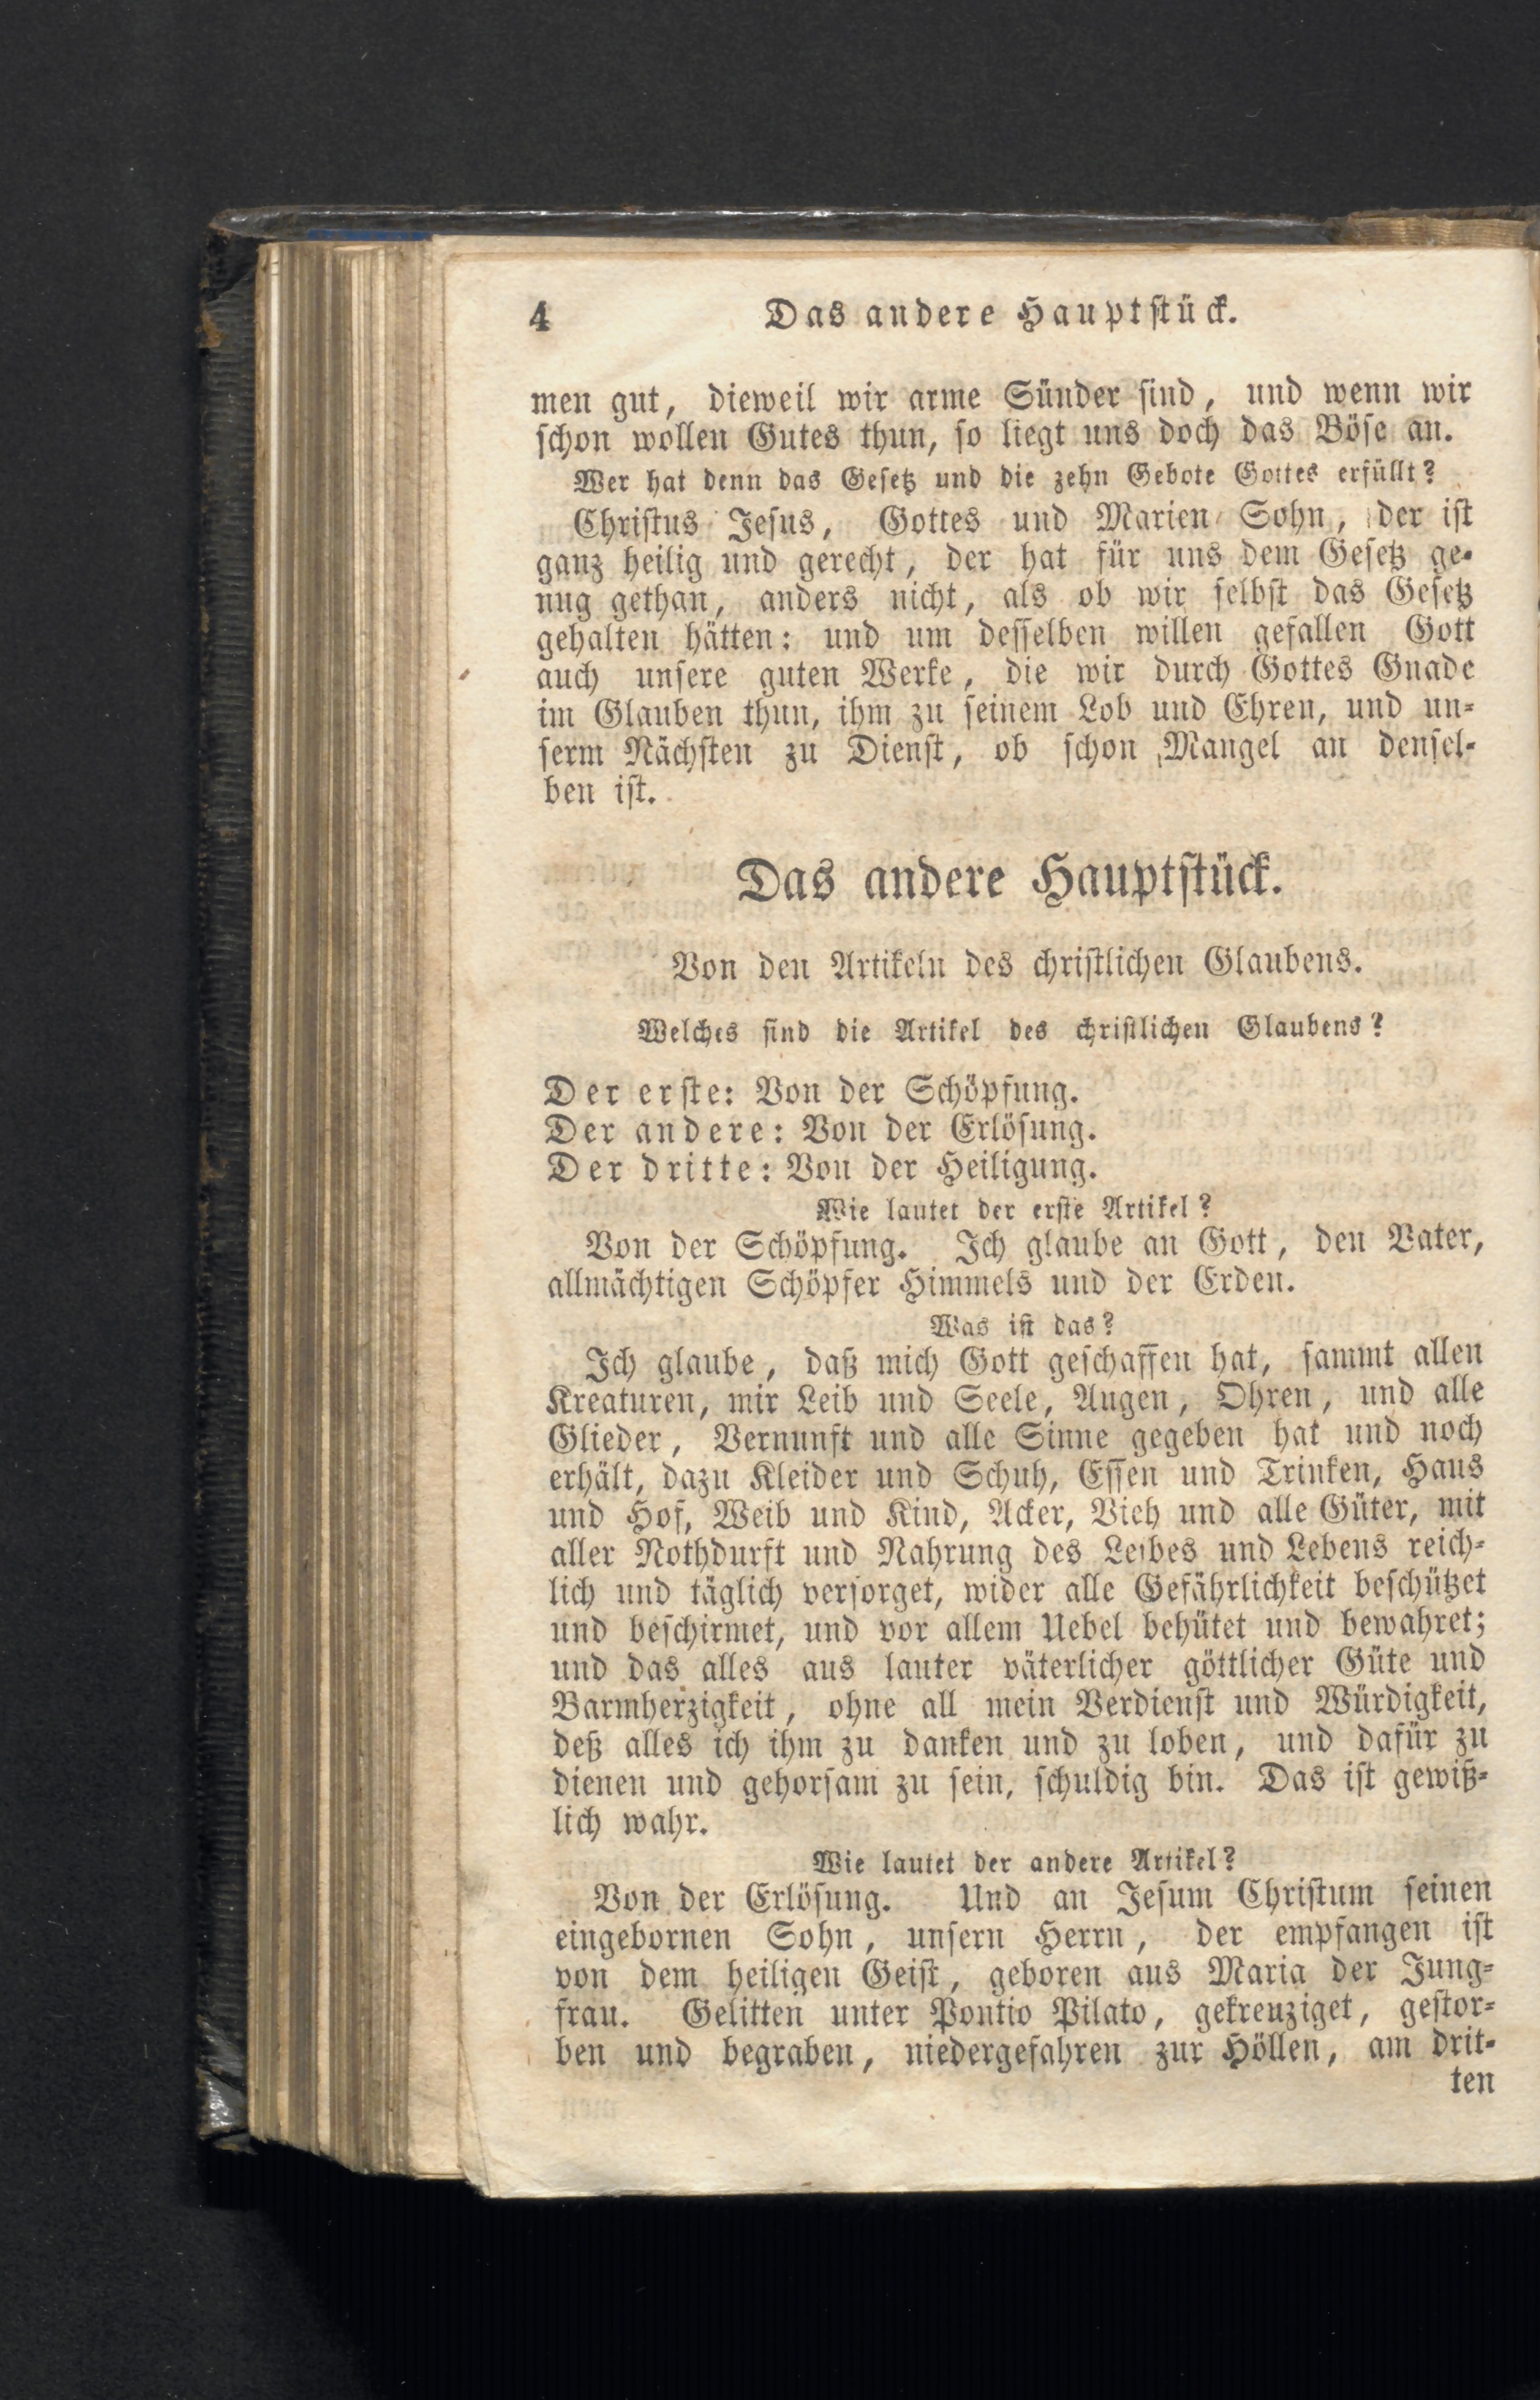 4 Das andere Hauptstück.
men gut, dieweil wir arme Sünder sind, und wenn wir
schon wollen Gutes thun, so liegt uns doch das Böse an.
Wer hat denn das Gesetz und die zehn Gebote Gottes erfüllt?
Christus Jesus, Gottes und Marien Sohn, der ist
ganz heilig und gerecht, der hat für uns dem Gesetz ge-
nug gethan, anders nicht, als ob wir selbst das Gesetz
gehalten hätten: und um desselben willen gefallen Gott
auch unsere guten Werke, die wir durch Gottes Gnade
im Glauben thun, ihm zu seinem Lob und Ehren, und un-
serm Nächsten zu Dienst, ob schon Mangel an densel-
ben ist.
Das andere Hauptstück.
Von den Artikeln des christlichen Glaubens.
Welches sind die Artikel des christlichen Glaubens?
Der erste: Von der Schöpfung.
Der andere: Von der Erlösung.
Der dritte: Von der Heiligung.
Wie lautet der erste Artikel?
Von der Schöpfung. Ich glaube an Gott, den Vater,
allmächtigen Schöpfer Himmels und der Erden.
Was ist das?
Ich glaube, daß mich Gott geschaffen hat, sammt allen
Kreaturen, mir Leib und Seele, Augen, Ohren, und alle
Glieder, Vernunft und alle Sinne gegeben hat und noch
erhält, dazu Kleider und Schuh, Essen und Trinken, Haus
und Hof, Weib und Kind, Acker, Vieh und alle Güter, mit
aller Nothdurft und Nahrung des Leibes und Lebens reich-
lich und täglich versorget, wider alle Gefährlichkeit beschützet
und beschirmet, und vor allem Uebel behütet und bewahret;
und das alles aus lauter väterlicher göttlicher Güte und
Barmherzigkeit, ohne all mein Verdienst und Würdigkeit,
deß alles ich ihm zu danken und zu loben, und dafür zu
dienen und gehorsam zu sein, schuldig bin. Das ist gewiß-
lich wahr.
Wie lautet der andere Artikel?
Von der Erlösung. Und an Jesum Christum seinen
eingebornen Sohn, unsern Herrn, der empfangen ist
von dem heiligen Geist, geboren aus Maria der Jung-
frau. Gelitten unter Pontio Pilato, gekreuziget, gestor-
ben und begraben, niedergefahren zur Höllen, am drit-
ten